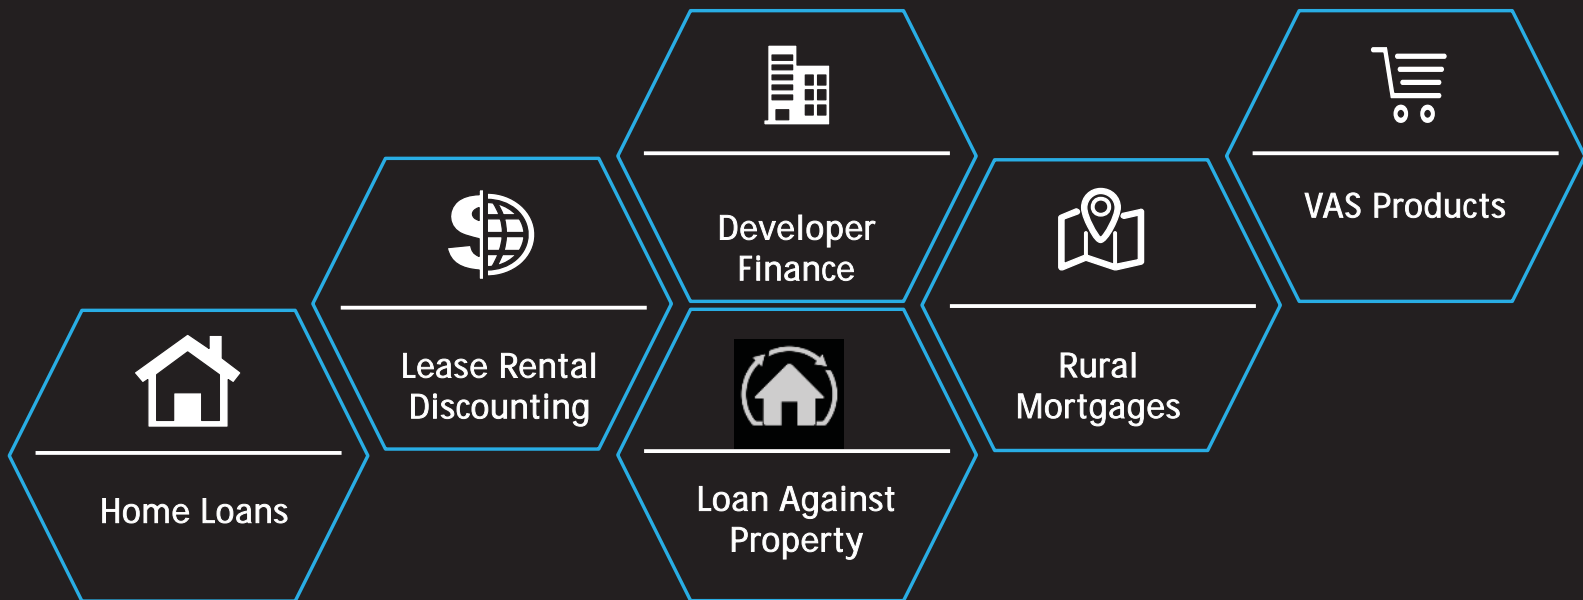 Home Loans
Lease Rental
Discounting
Developer
Finance
Loan Against
Property
Rural
Mortgages
VAS Products